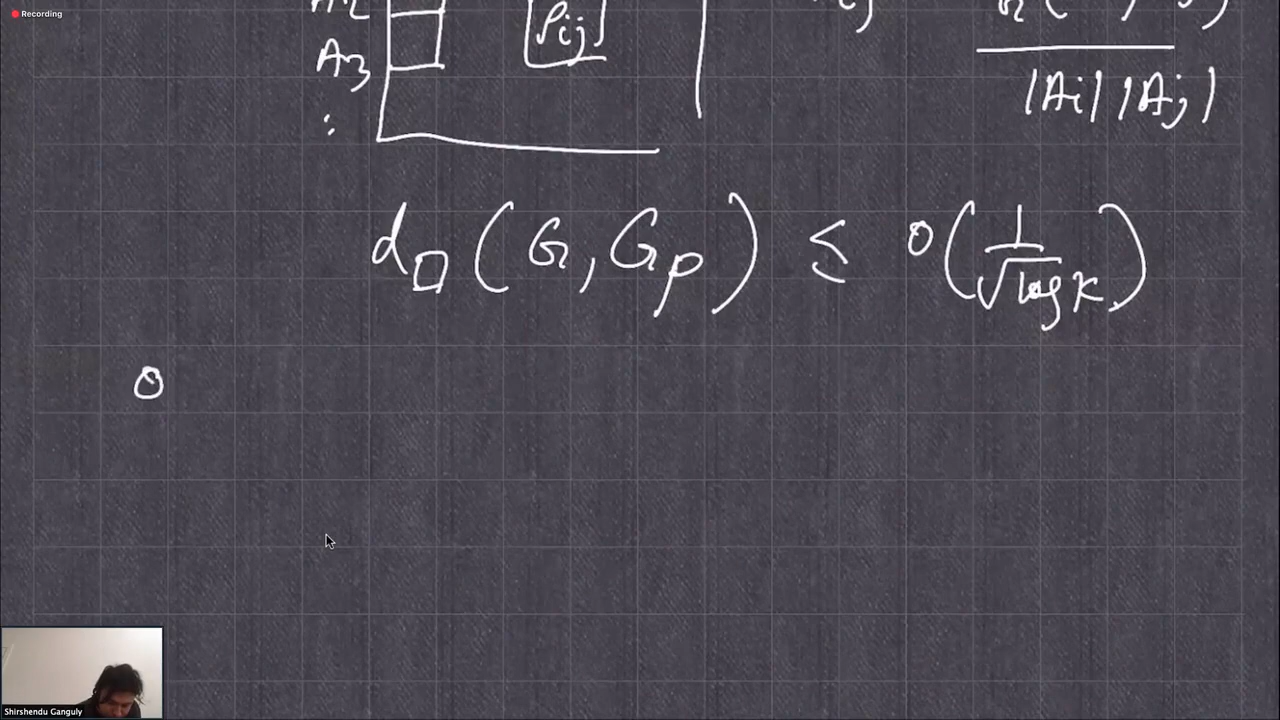 Recording
A3
ρij
|Ai| |Aj|
:
d□(G, Gp) ≤ O(1/√log k)
Shirshendu Ganguly